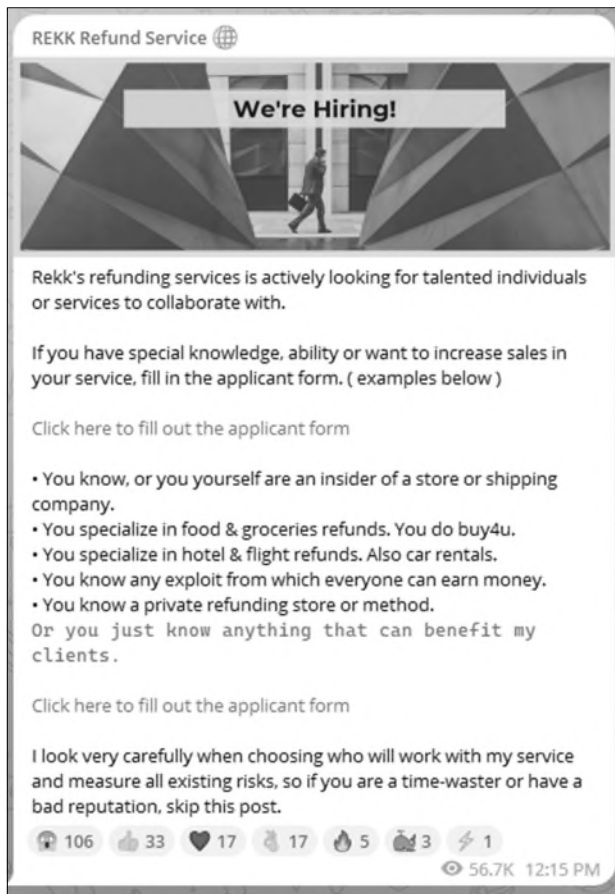 REKK Refund Service
We're Hiring!
Rekk's refunding services is actively looking for talented individuals
or services to collaborate with.
If you have special knowledge, ability or want to increase sales in
your service, fill in the applicant form. ( examples below )
Click here to fill out the applicant form
• You know, or you yourself are an insider of a store or shipping
company.
• You specialize in food & groceries refunds. You do buy4u.
• You specialize in hotel & flight refunds. Also car rentals.
• You know any exploit from which everyone can earn money.
• You know a private refunding store or method.
Or you just know anything that can benefit my
clients.
Click here to fill out the applicant form
I look very carefully when choosing who will work with my service
and measure all existing risks, so if you are a time-waster or have a
bad reputation, skip this post.
106 33 17 17 5 3 1
56.7K 12:15 PM